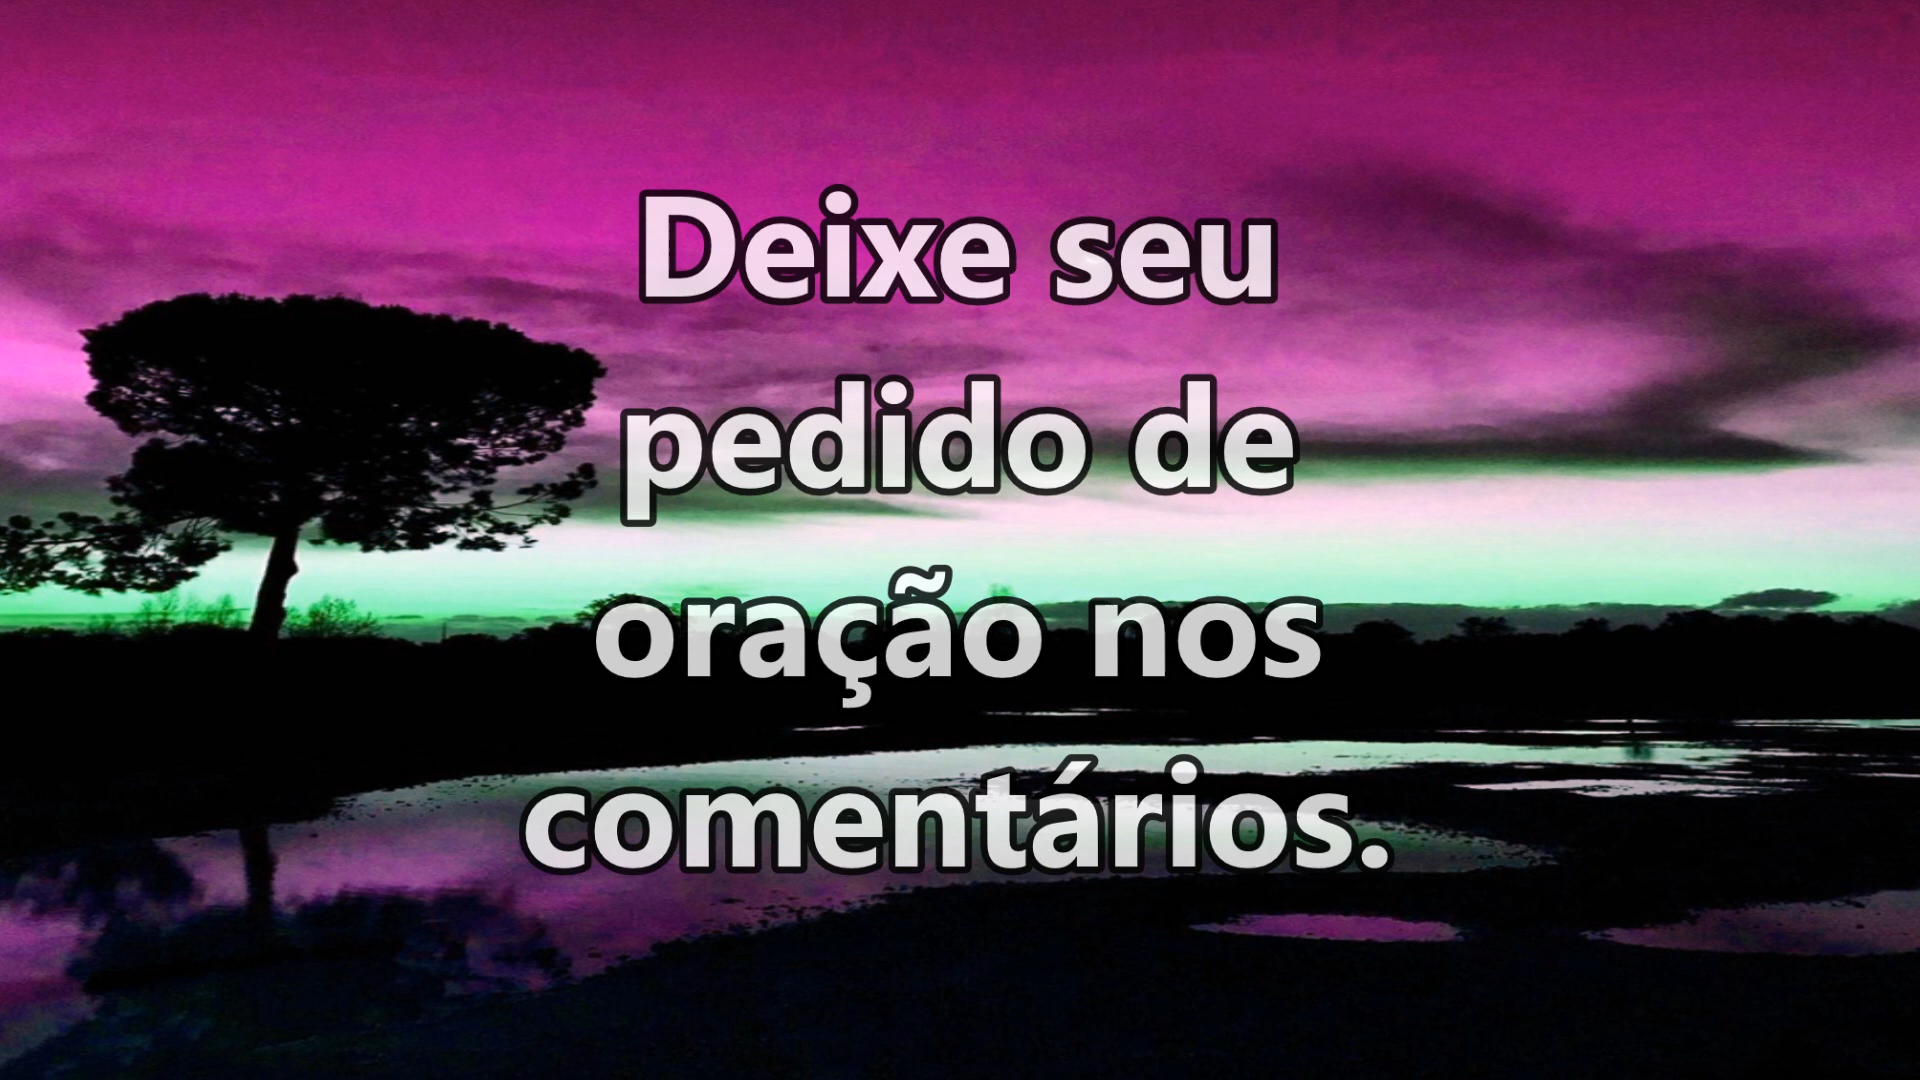 Deixe seu
pedido de
oração nos
comentários.